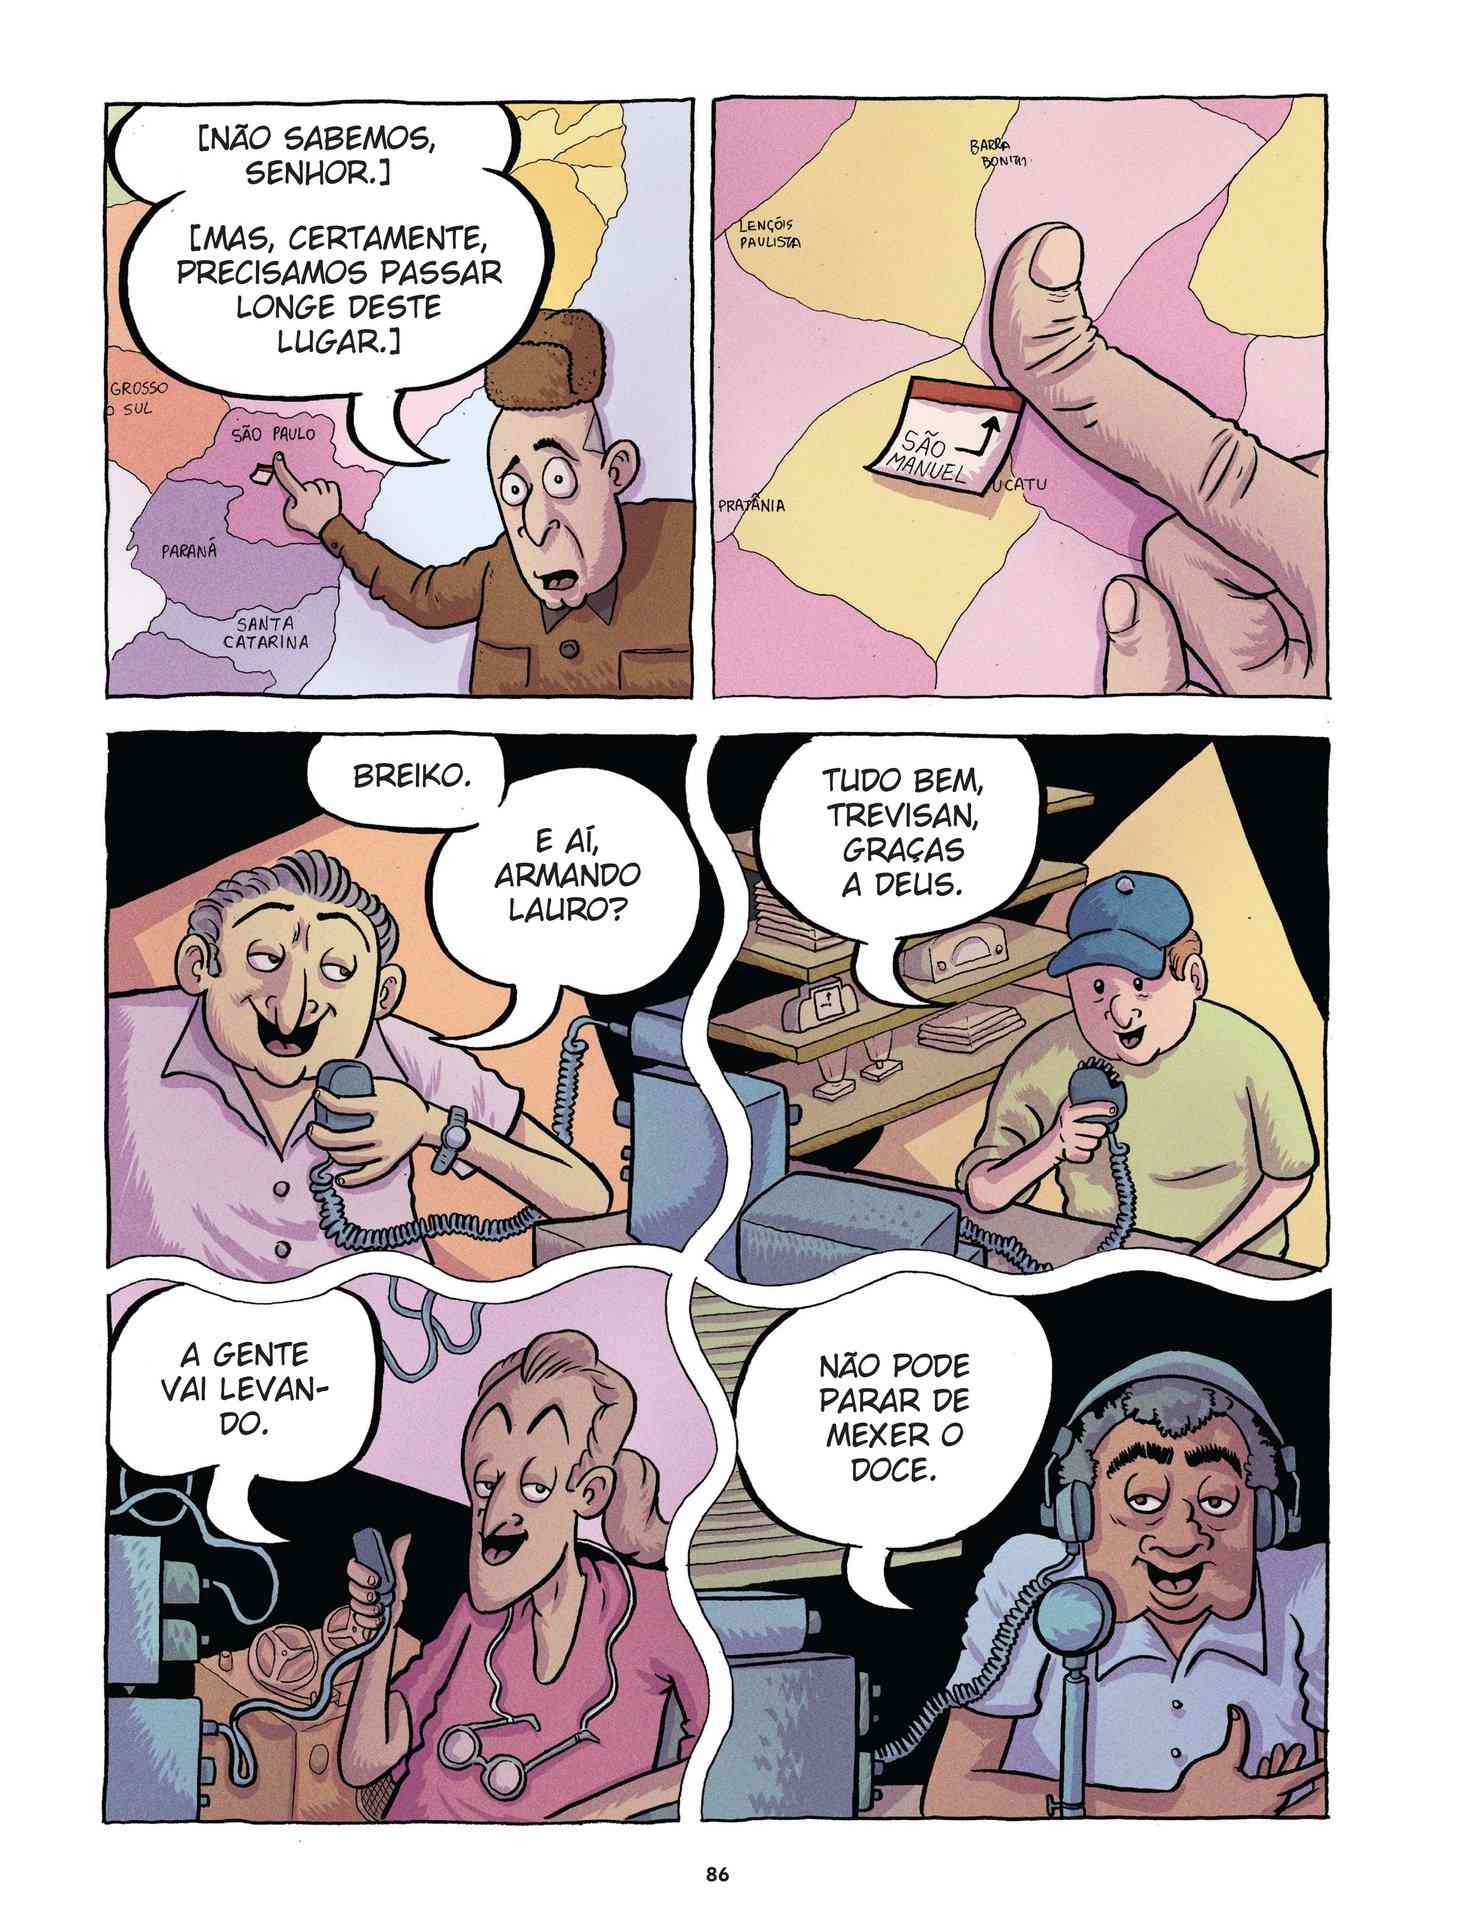 [NÃO SABEMOS,
SENHOR.]
[MAS, CERTAMENTE,
PRECISAMOS PASSAR
LONGE DESTE
LUGAR.]
GROSSO
O SUL
SÃO PAULO
PARANÁ
SANTA
CATARINA
BARRA
BONITA
LENÇÓIS
PAULISTA
SÃO
MANUEL
UCATU
PRATÂNIA
BREIKO.
E AÍ,
ARMANDO
LAURO?
TUDO BEM,
TREVISAN,
GRAÇAS
A DEUS.
A GENTE
VAI LEVAN-
DO.
NÃO PODE
PARAR DE
MEXER O
DOCE.
86